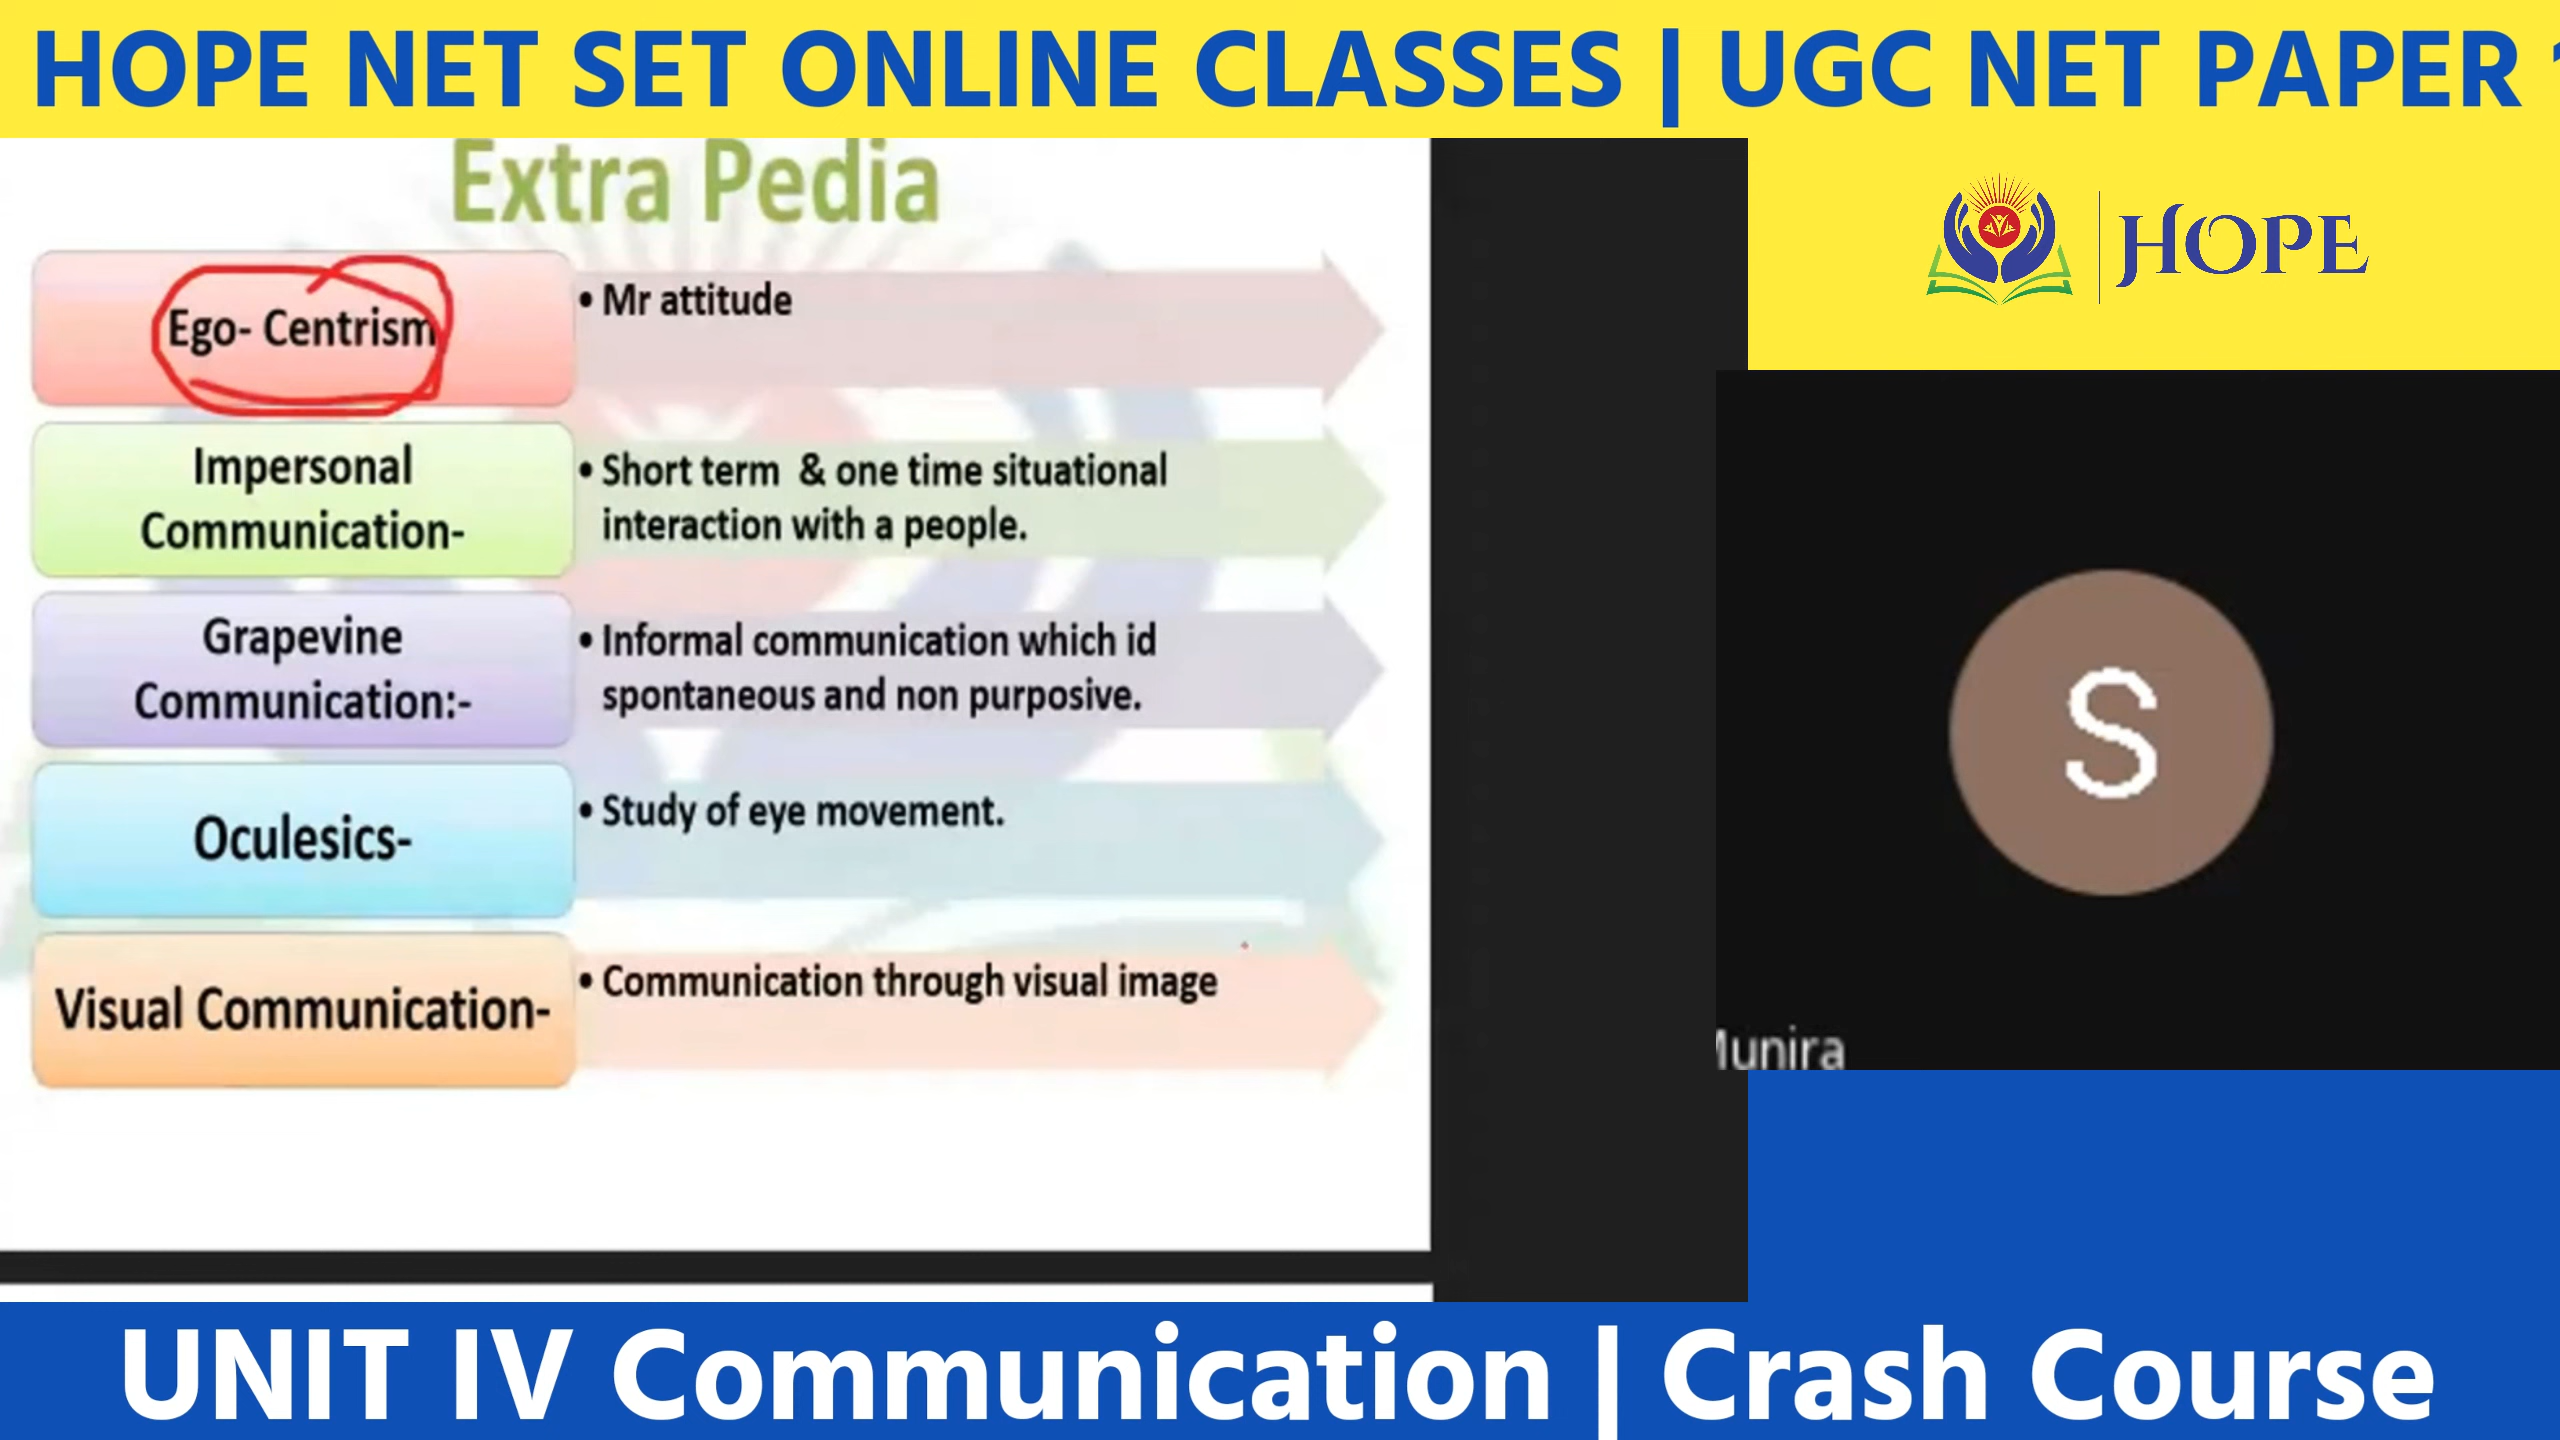 HOPE NET SET ONLINE CLASSES | UGC NET PAPER
HOPE
Extra Pedia
Ego- Centrism
• Mr attitude
Impersonal
Communication-
• Short term & one time situational
interaction with a people.
Grapevine
Communication:-
• Informal communication which id
spontaneous and non purposive.
Oculesics-
• Study of eye movement.
Visual Communication-
• Communication through visual image
S
Munira
UNIT IV Communication | Crash Course